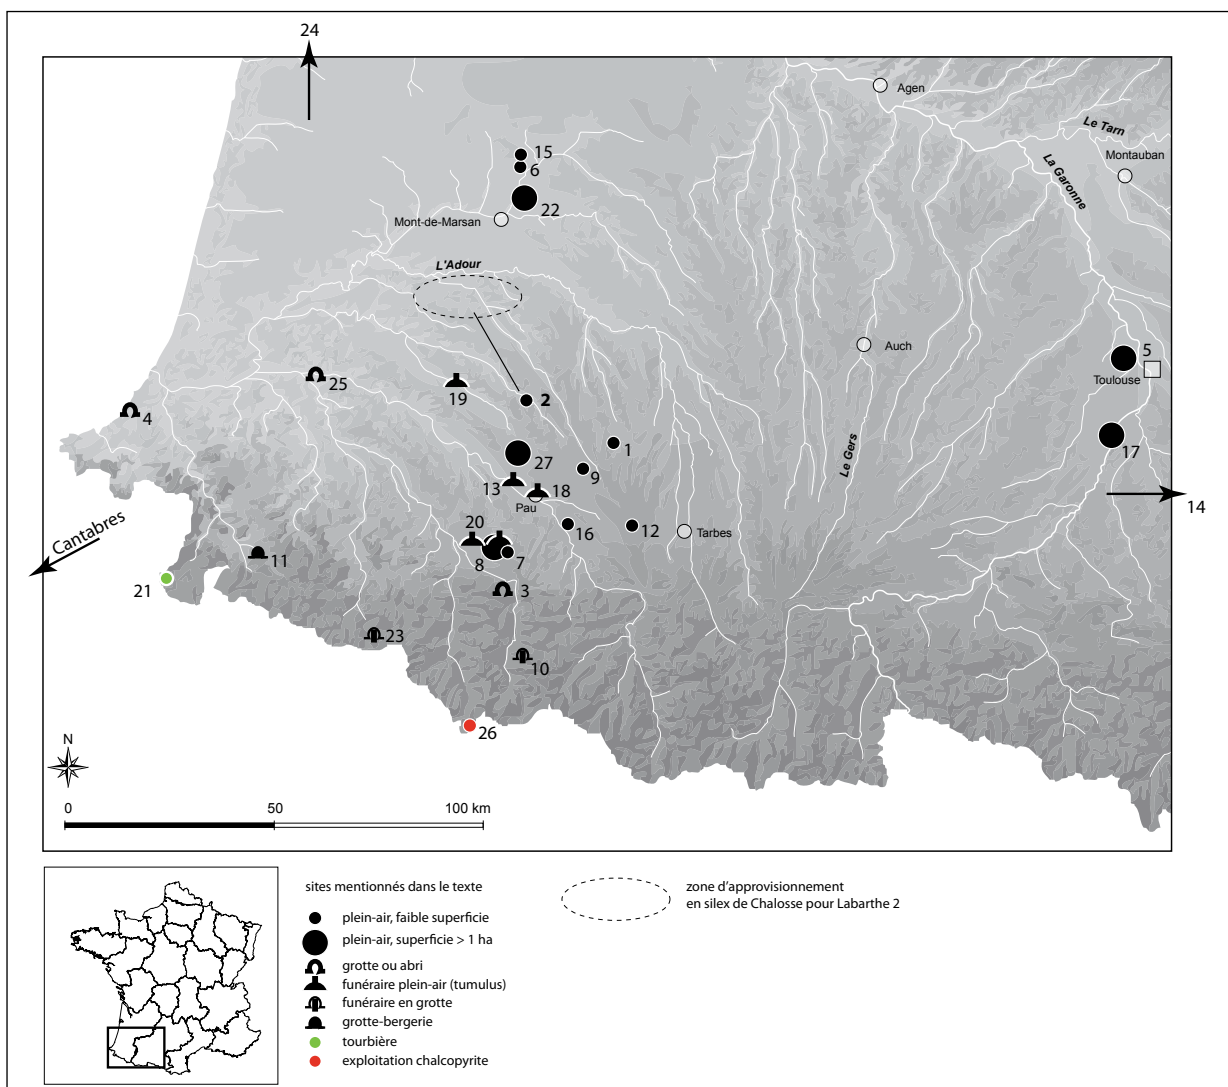 24
Agen
Le Tarn
15
6
Montauban
La Garonne
22
Mont-de-Marsan
L'Adour
Auch
5
Toulouse
25
19
2
4
1
17
27
9
Le Gers
13
18
Pau
14
Cantabres
20
16
12
Tarbes
11
8
7
21
3
23
10
26
N
0 50 100 km
sites mentionnés dans le texte
plein-air, faible superficie
plein-air, superficie > 1 ha
grotte ou abri
funéraire plein-air (tumulus)
funéraire en grotte
grotte-bergerie
tourbière
exploitation chalcopyrite
zone d'approvisionnement
en silex de Chalosse pour Labarthe 2